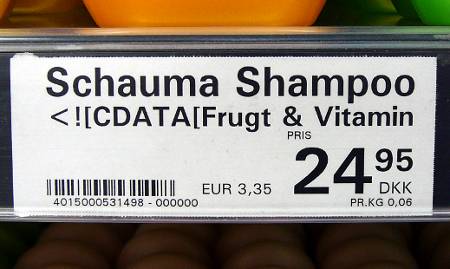 Schauma Shampoo
<![CDATA[Frugt & Vitamin
PRIS
24 95
EUR 3,35 DKK
4015000531498 - 000000 PR.KG 0,06